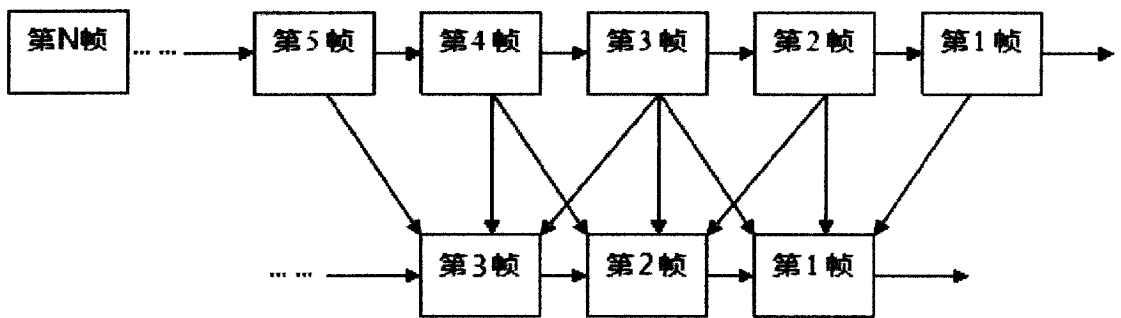 第N帧 … … 第5帧 第4帧 第3帧 第2帧 第1帧
… … 第3帧 第2帧 第1帧